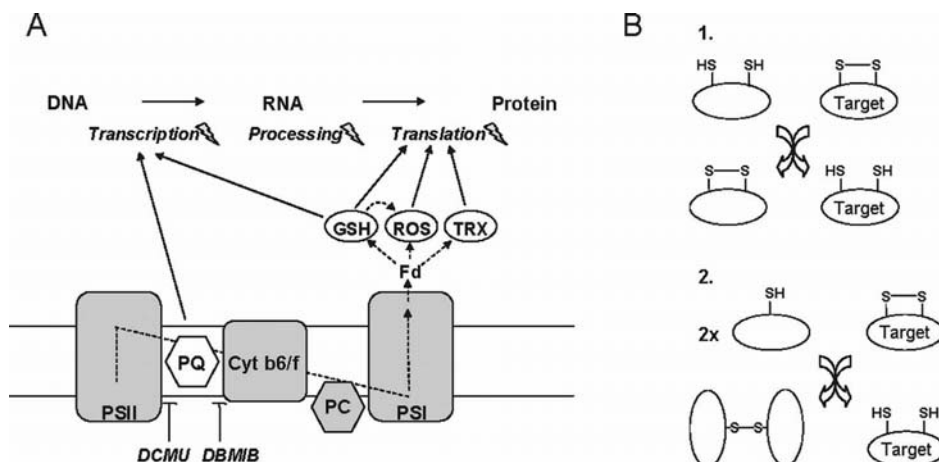 A
DNA RNA Protein
Transcription Processing Translation
GSH ROS TRX
Fd
PQ Cyt b6/f
PSII PC PSI
DCMU DBMIB
B
1.
HS SH S S
Target
S S HS SH
Target
2.
SH S S
2x Target
S S HS SH
Target